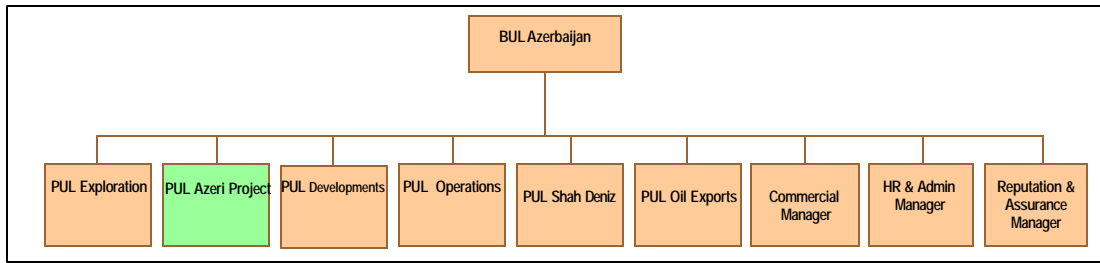 BUL Azerbaijan
PUL Exploration
PUL Azeri Project
PUL Developments
PUL Operations
PUL Shah Deniz
PUL Oil Exports
Commercial
Manager
HR & Admin
Manager
Reputation &
Assurance
Manager